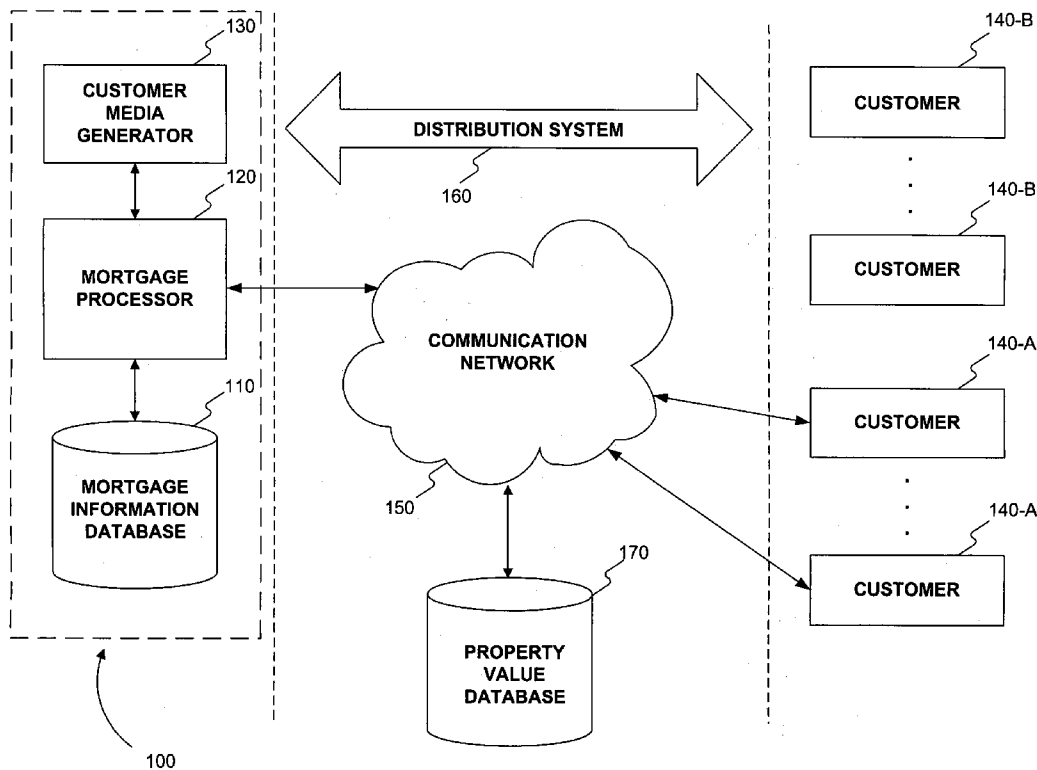 130
CUSTOMER
MEDIA
GENERATOR
120
MORTGAGE
PROCESSOR
110
MORTGAGE
INFORMATION
DATABASE
100
DISTRIBUTION SYSTEM
160
COMMUNICATION
NETWORK
150
170
PROPERTY
VALUE
DATABASE
140-B
CUSTOMER
140-B
CUSTOMER
140-A
CUSTOMER
140-A
CUSTOMER